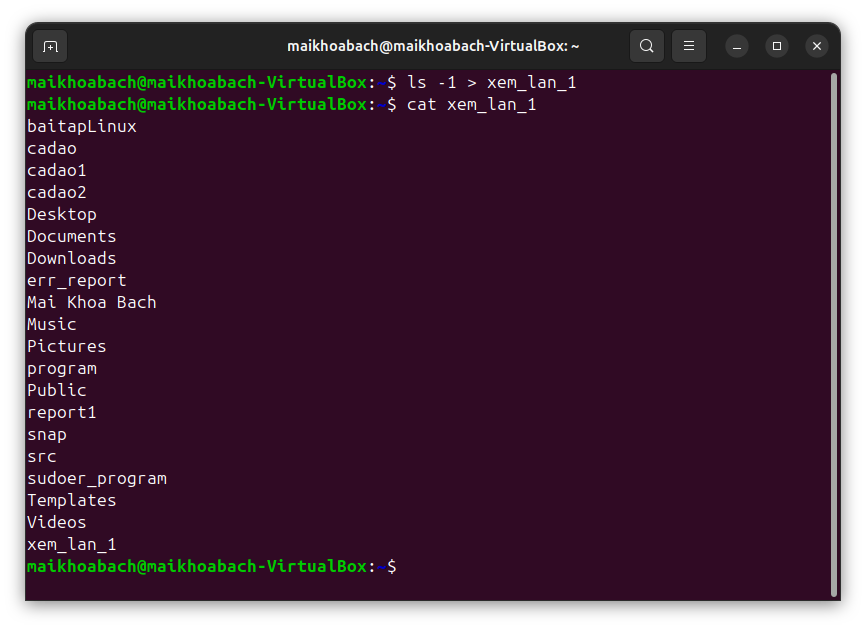 maikhoabach@maikhoabach-VirtualBox: ~
maikhoabach@maikhoabach-VirtualBox:~$ ls -1 > xem_lan_1
maikhoabach@maikhoabach-VirtualBox:~$ cat xem_lan_1
baitapLinux
cadao
cadao1
cadao2
Desktop
Documents
Downloads
err_report
Mai Khoa Bach
Music
Pictures
program
Public
report1
snap
src
sudoer_program
Templates
Videos
xem_lan_1
maikhoabach@maikhoabach-VirtualBox:~$